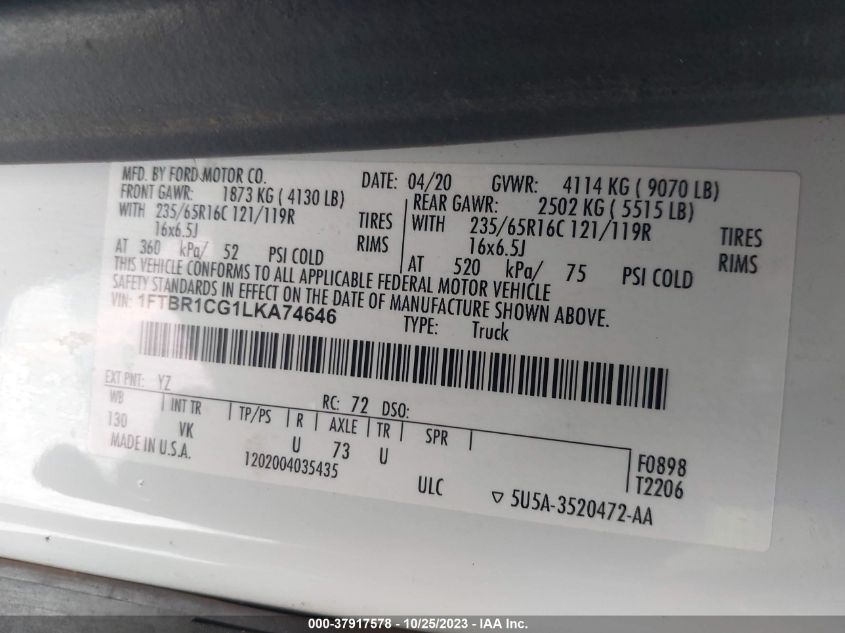 MFD. BY FORD MOTOR CO. DATE: 04/20 GVWR: 4114 KG ( 9070 LB)
FRONT GAWR: 1873 KG ( 4130 LB) REAR GAWR: 2502 KG ( 5515 LB)
WITH 235/65R16C 121/119R TIRES WITH 235/65R16C 121/119R TIRES
16x6.5J RIMS 16x6.5J RIMS
AT 360 kPa/ 52 PSI COLD AT 520 kPa/ 75 PSI COLD
THIS VEHICLE CONFORMS TO ALL APPLICABLE FEDERAL MOTOR VEHICLE
SAFETY STANDARDS IN EFFECT ON THE DATE OF MANUFACTURE SHOWN ABOVE.
VIN: 1FTBR1CG1LKA74646 TYPE: Truck
EXT PNT: YZ RC: 72 DSO:
WB INT TR TP/PS R AXLE TR SPR
130 VK U 73 U F0898
MADE IN U.S.A. T2206
1202004035435 ULC 5U5A-3520472-AA
000-37917578 - 10/25/2023 - IAA Inc.